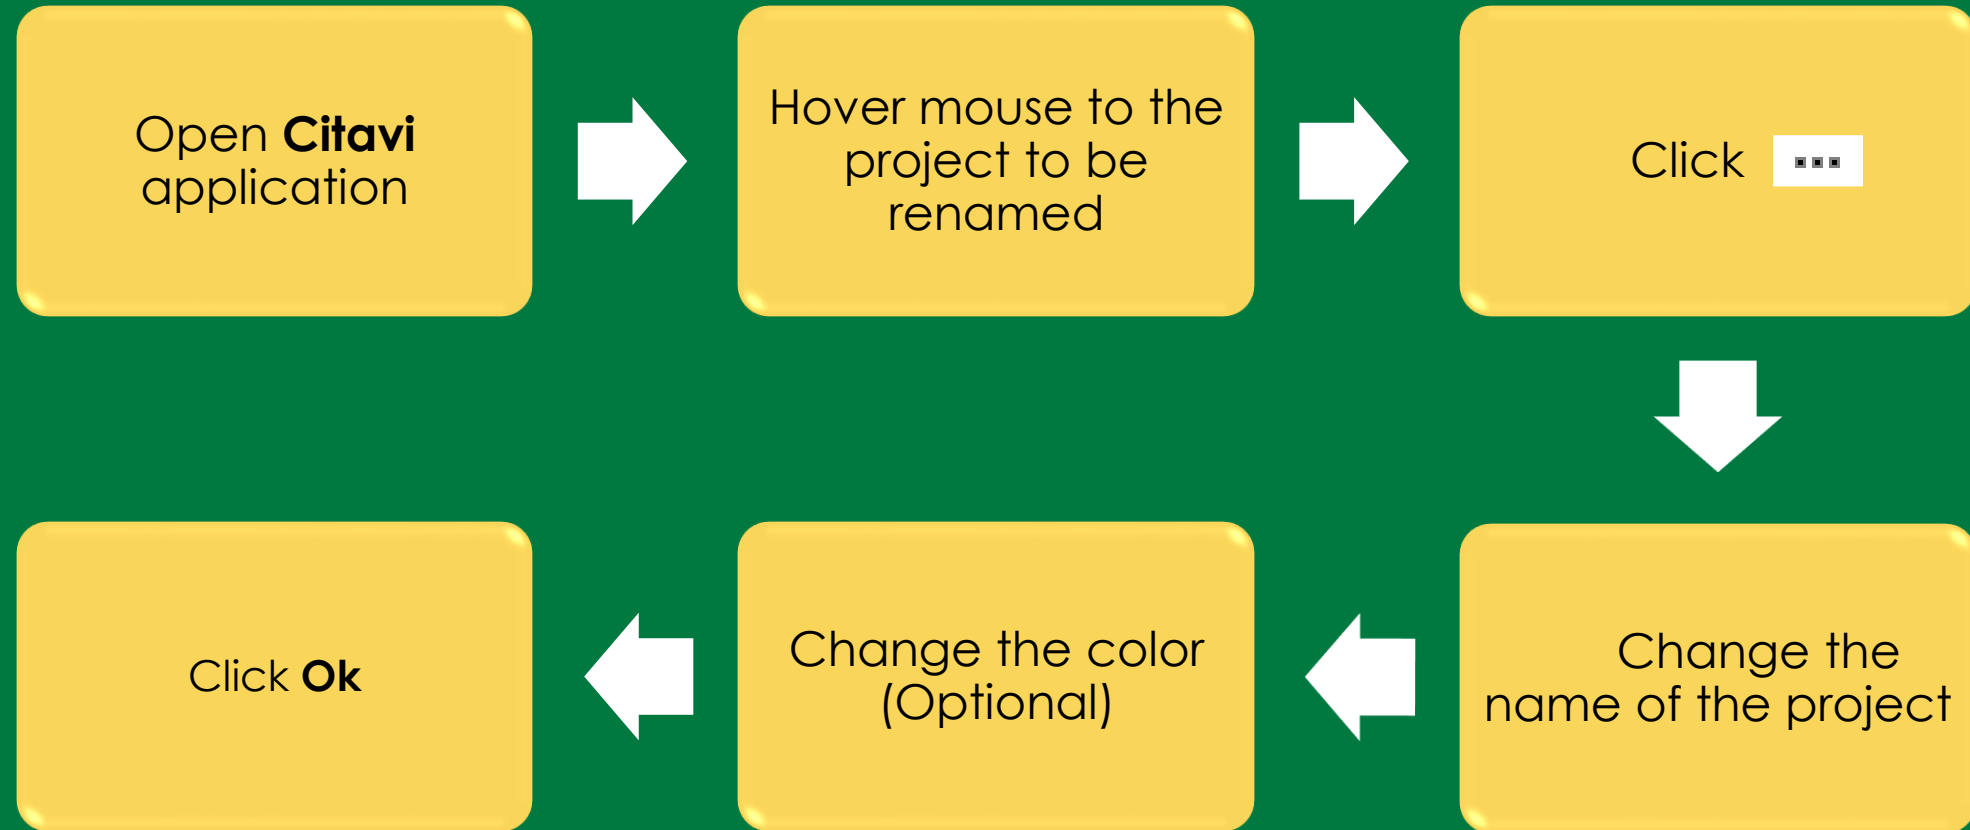 Open Citavi
application
Hover mouse to the
project to be
renamed
Click ...
Change the
name of the project
Change the color
(Optional)
Click Ok